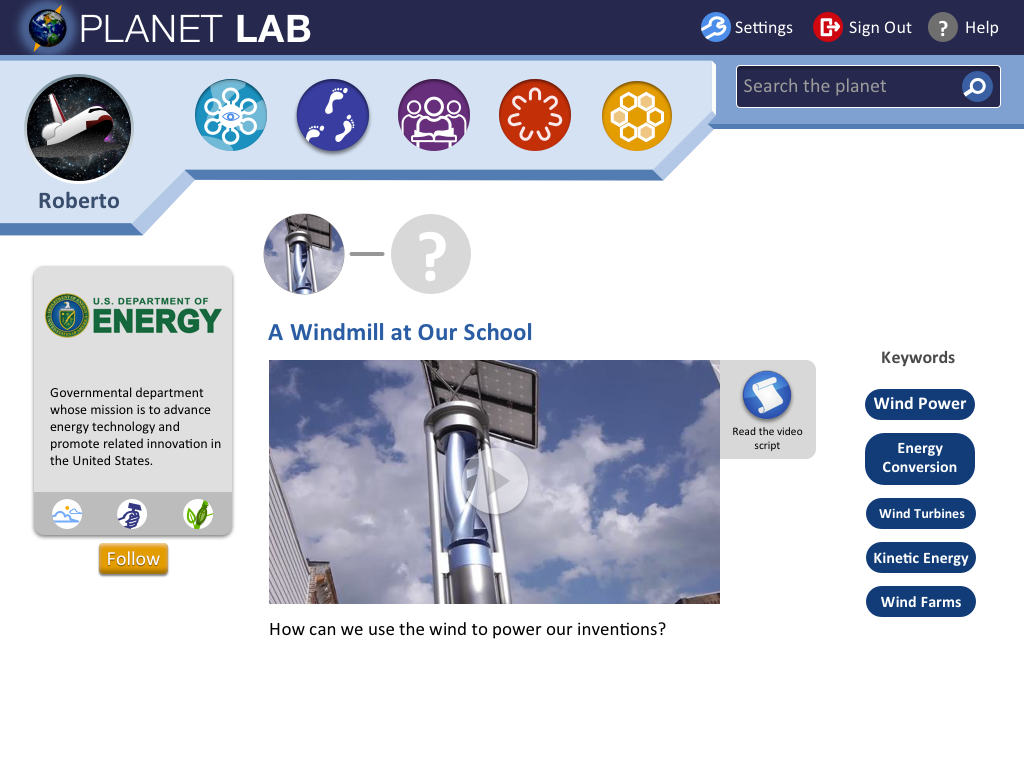 PLANET LAB
Settings
Sign Out
?
Help
Search the planet
Roberto
?
U.S. DEPARTMENT OF
ENERGY
Governmental department
whose mission is to advance
energy technology and
promote related innovation in
the United States.
Follow
A Windmill at Our School
Read the video
script
How can we use the wind to power our inventions?
Keywords
Wind Power
Energy
Conversion
Wind Turbines
Kinetic Energy
Wind Farms